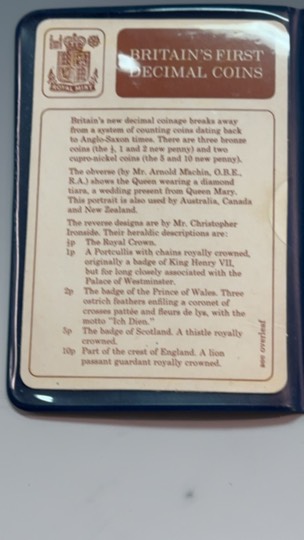 ROYAL MINT
BRITAIN'S FIRST
DECIMAL COINS
Britain's new decimal coinage breaks away
from a system of counting coins dating back
to Anglo-Saxon times. There are three bronze
coins (the ½, 1 and 2 new penny) and two
cupro-nickel coins (the 5 and 10 new penny).
The obverse (by Mr. Arnold Machin, O.B.E.,
R.A.) shows the Queen wearing a diamond
tiara, a wedding present from Queen Mary.
This portrait is also used by Australia, Canada
and New Zealand.
The reverse designs are by Mr. Christopher
Ironside. Their heraldic descriptions are:
½p The Royal Crown.
1p A Portcullis with chains royally crowned,
originally a badge of King Henry VII,
but for long closely associated with the
Palace of Westminster.
2p The badge of the Prince of Wales. Three
ostrich feathers enfiling a coronet of
crosses pattée and fleurs de lys, with the
motto "Ich Dien."
5p The badge of Scotland. A thistle royally
crowned.
10p Part of the crest of England. A lion
passant guardant royally crowned.
see overleaf